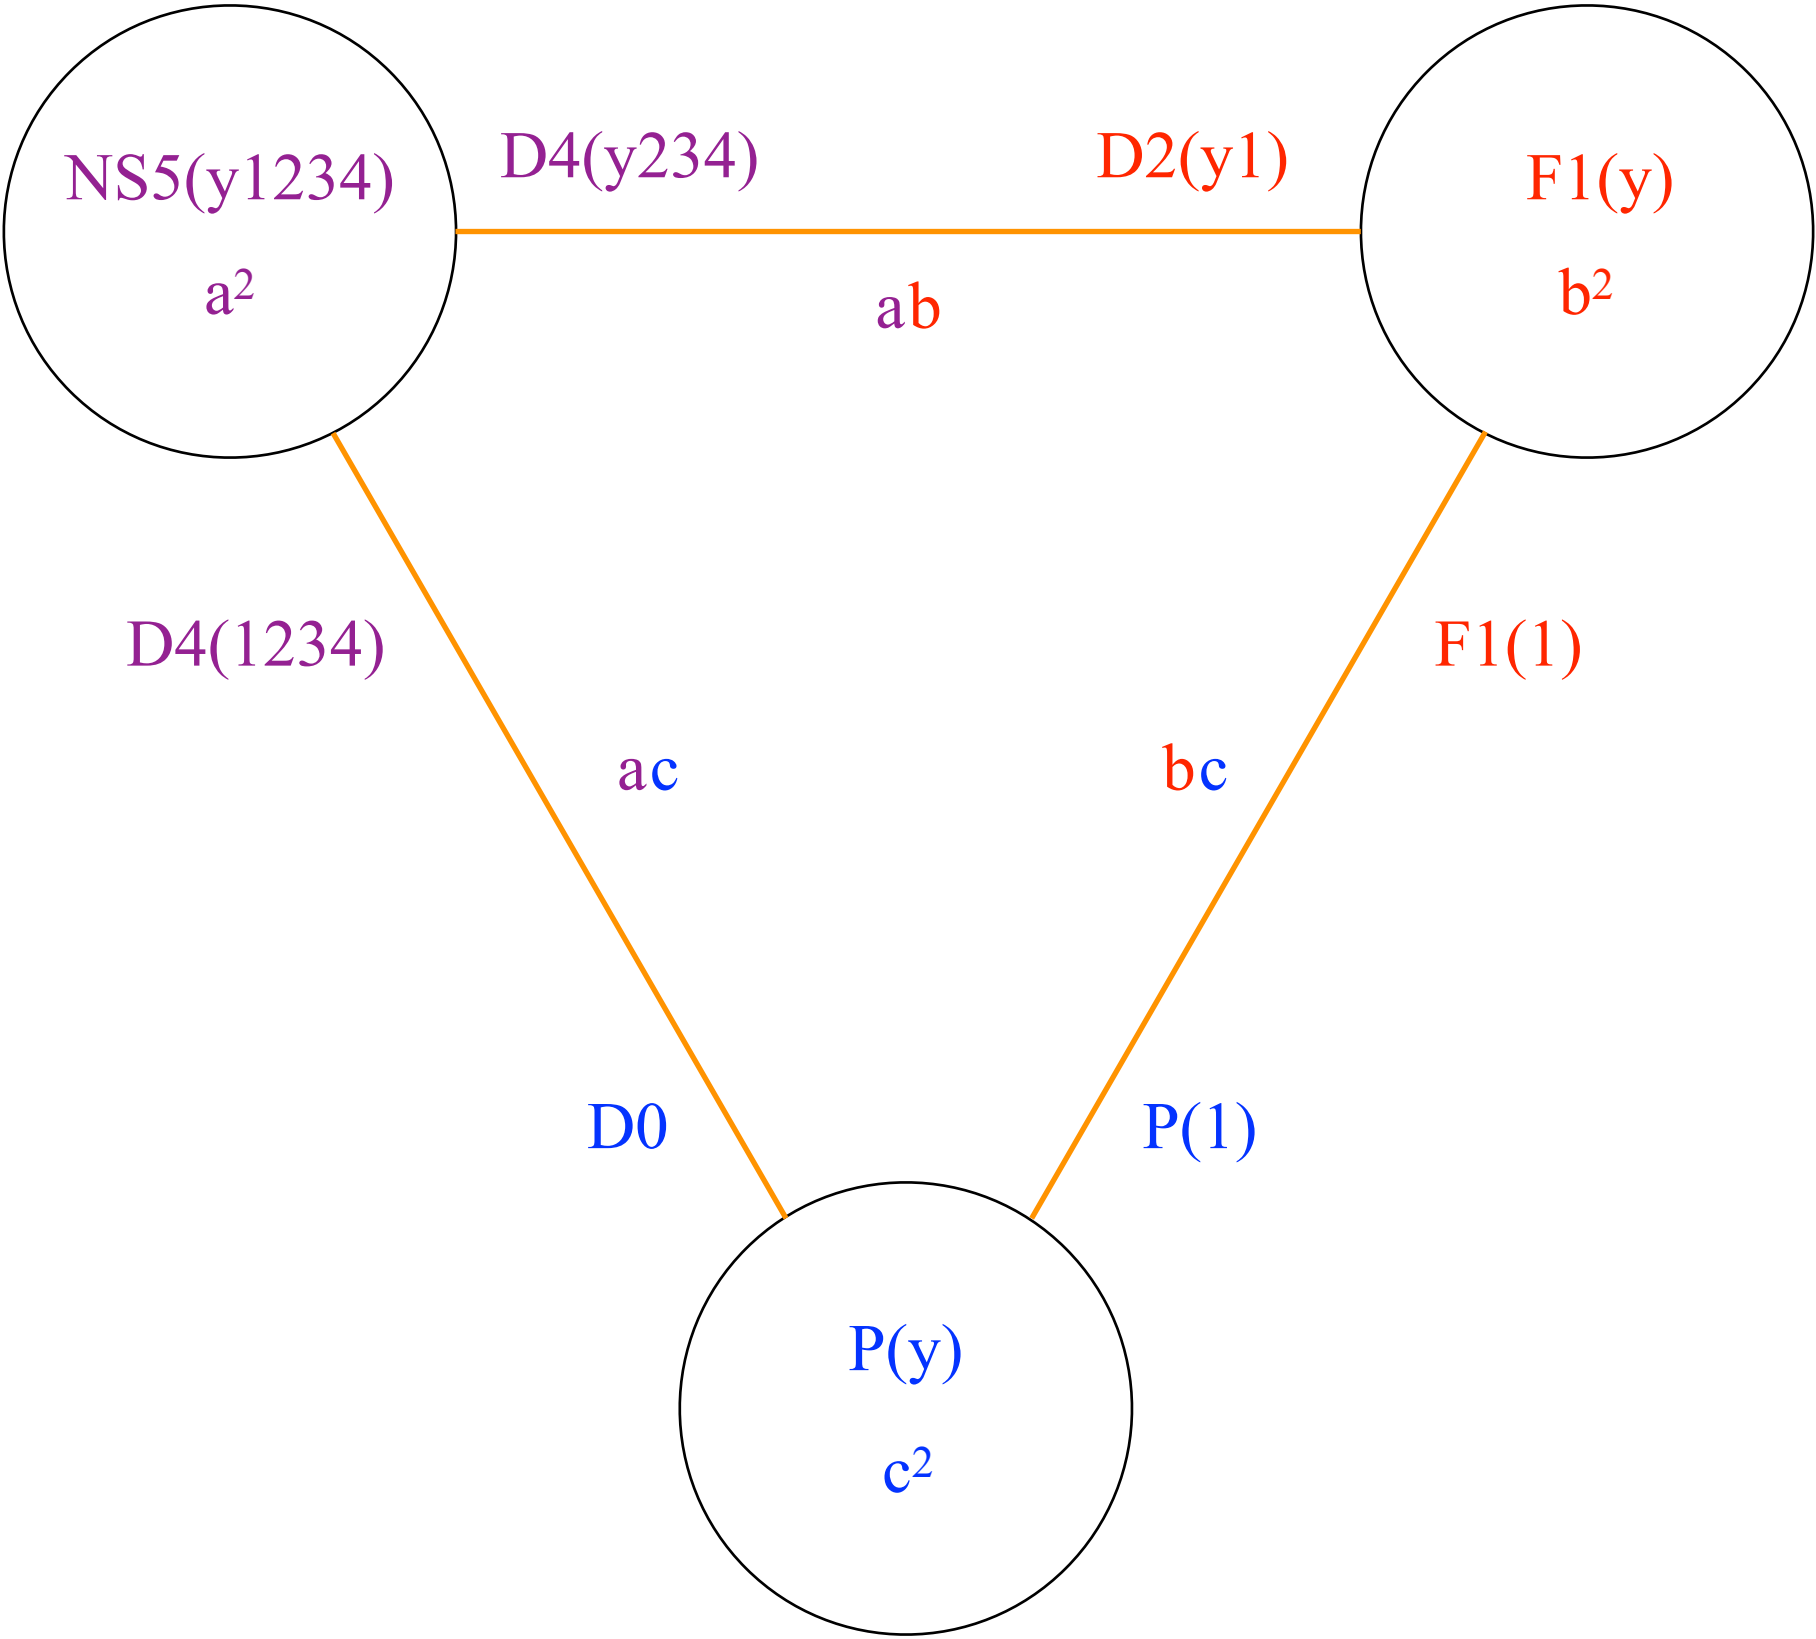 D4(y234)
D2(y1)
NS5(y1234)
F1(y)
a²
b²
ab
D4(1234)
F1(1)
ac
bc
D0
P(1)
P(y)
c²